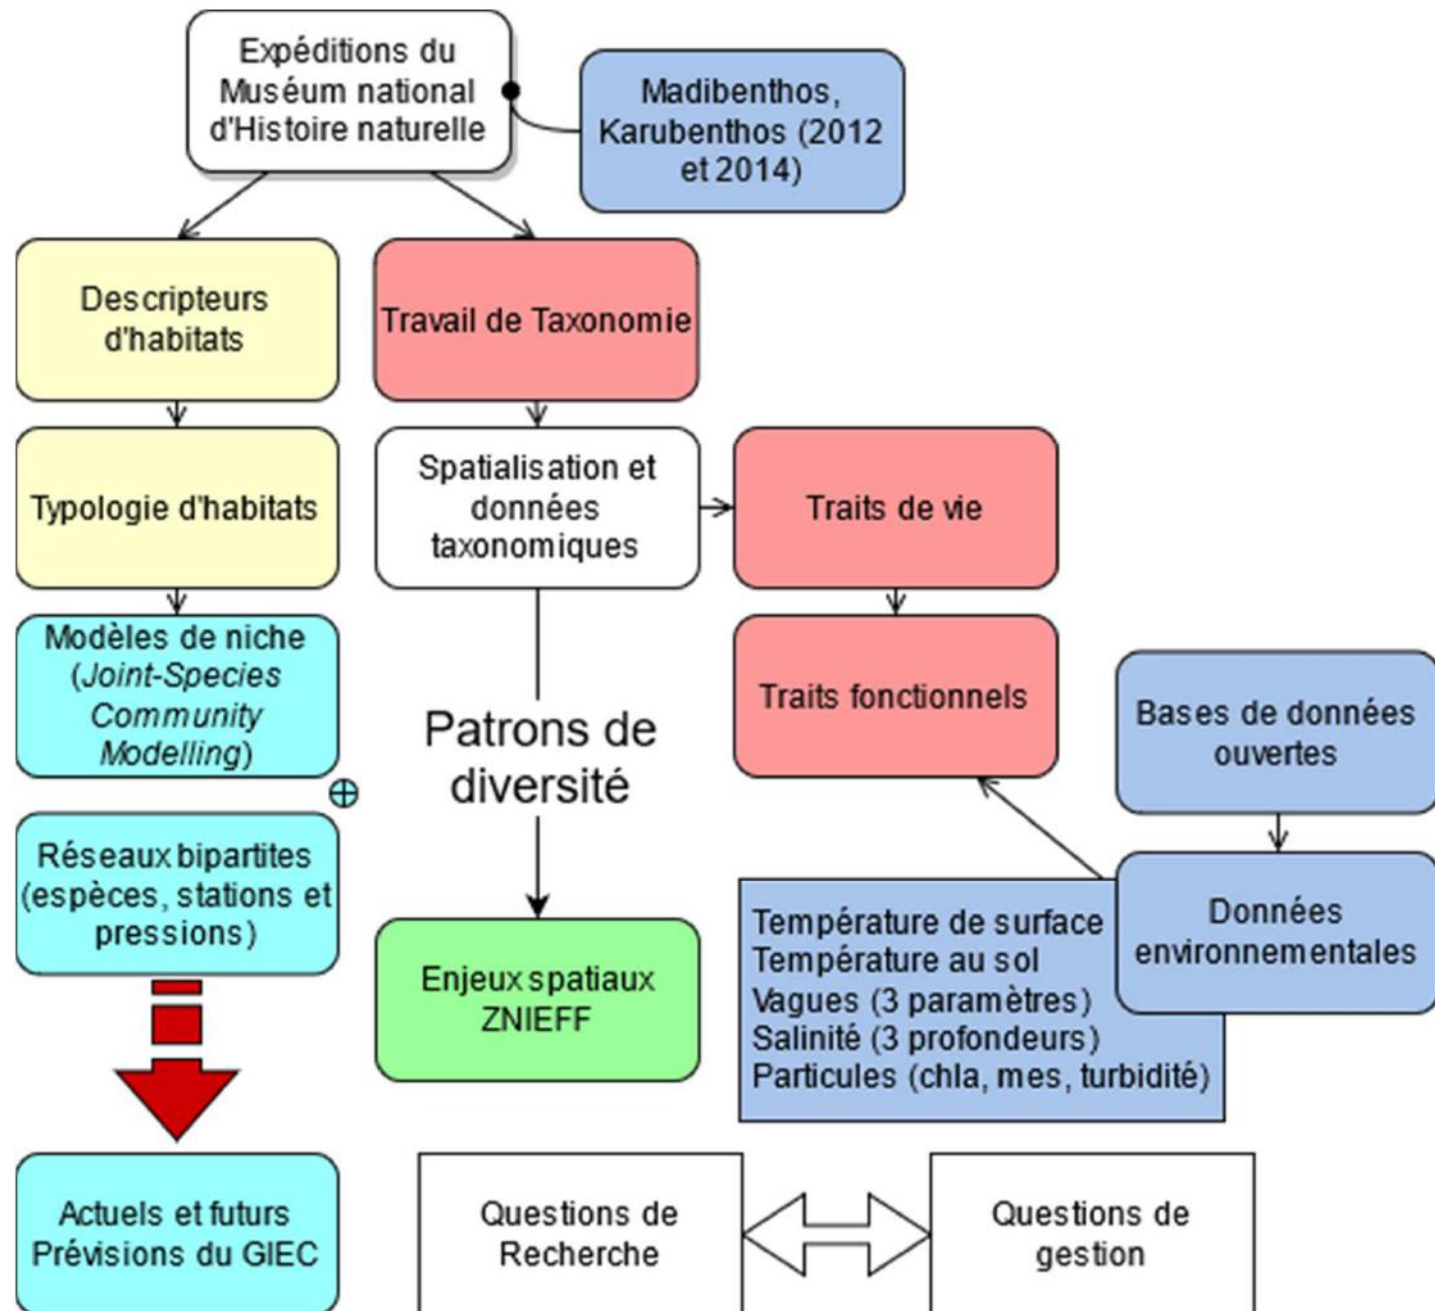 Expéditions du
Muséum national
d'Histoire naturelle
Madibenthos,
Karubenthos (2012
et 2014)
Descripteurs
d'habitats
Travail de Taxonomie
Typologie d'habitats
Spatialisation et
données
taxonomiques
Traits de vie
Modèles de niche
(Joint-Species
Community
Modelling)
Traits fonctionnels
Bases de données
ouvertes
Patrons de
diversité
Réseaux bipartites
(espèces, stations et
pressions)
Enjeux spatiaux
ZNIEFF
Température de surface
Température au sol
Vagues (3 paramètres)
Salinité (3 profondeurs)
Particules (chla, mes, turbidité)
Données
environnementales
Actuels et futurs
Prévisions du GIEC
Questions de
Recherche
Questions de
gestion